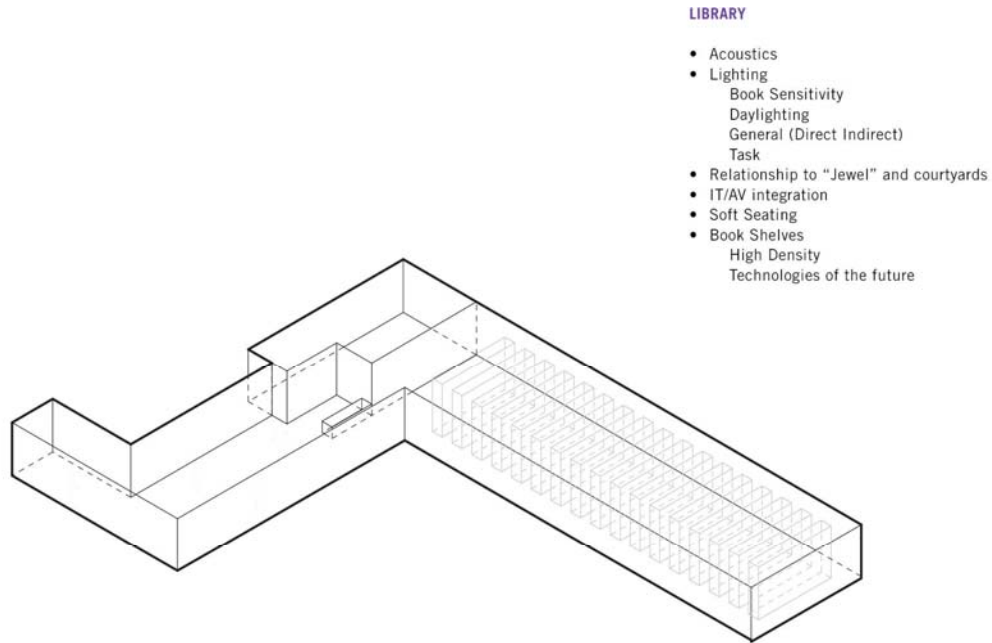 LIBRARY
• Acoustics
• Lighting
Book Sensitivity
Daylighting
General (Direct Indirect)
Task
• Relationship to “Jewel” and courtyards
• IT/AV integration
• Soft Seating
• Book Shelves
High Density
Technologies of the future